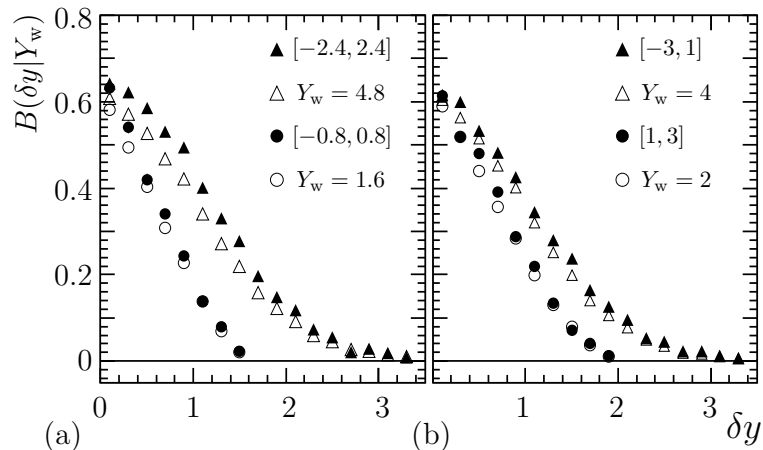 B(δy|Y_w)
0.8
0.6
0.4
0.2
0
▲ [−2.4, 2.4]
△ Y_w = 4.8
● [−0.8, 0.8]
○ Y_w = 1.6
▲ [−3, 1]
△ Y_w = 4
● [1, 3]
○ Y_w = 2
0 1 2 3
1 2 3
(a)
(b)
δy